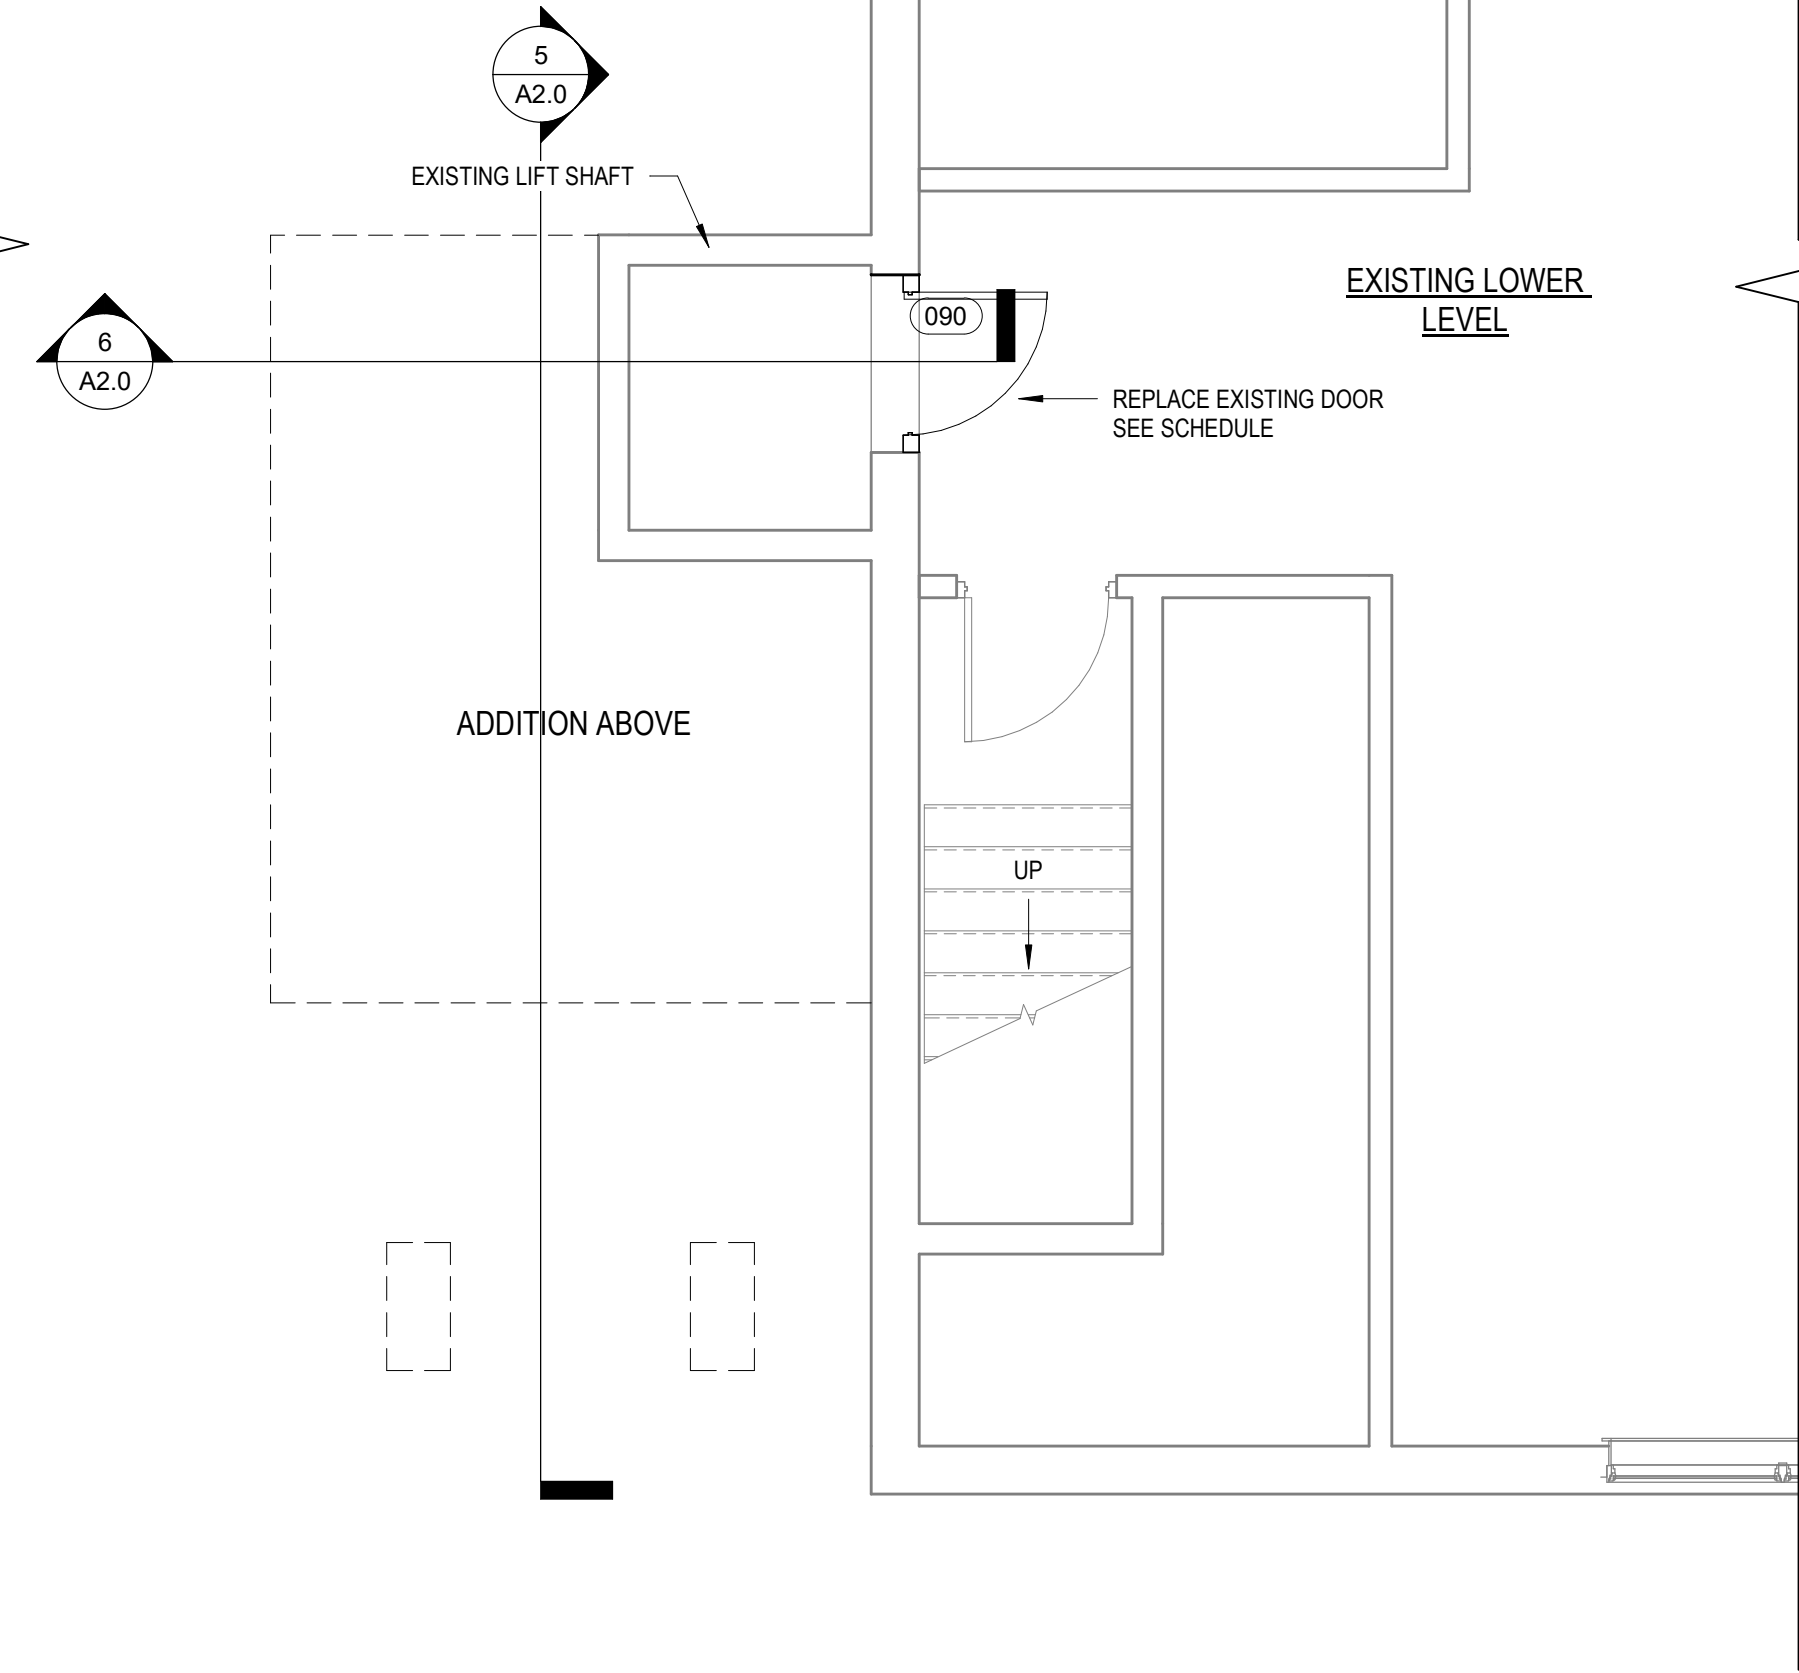 5
A2.0
EXISTING LIFT SHAFT
EXISTING LOWER
LEVEL
090
6
A2.0
REPLACE EXISTING DOOR
SEE SCHEDULE
ADDITION ABOVE
UP